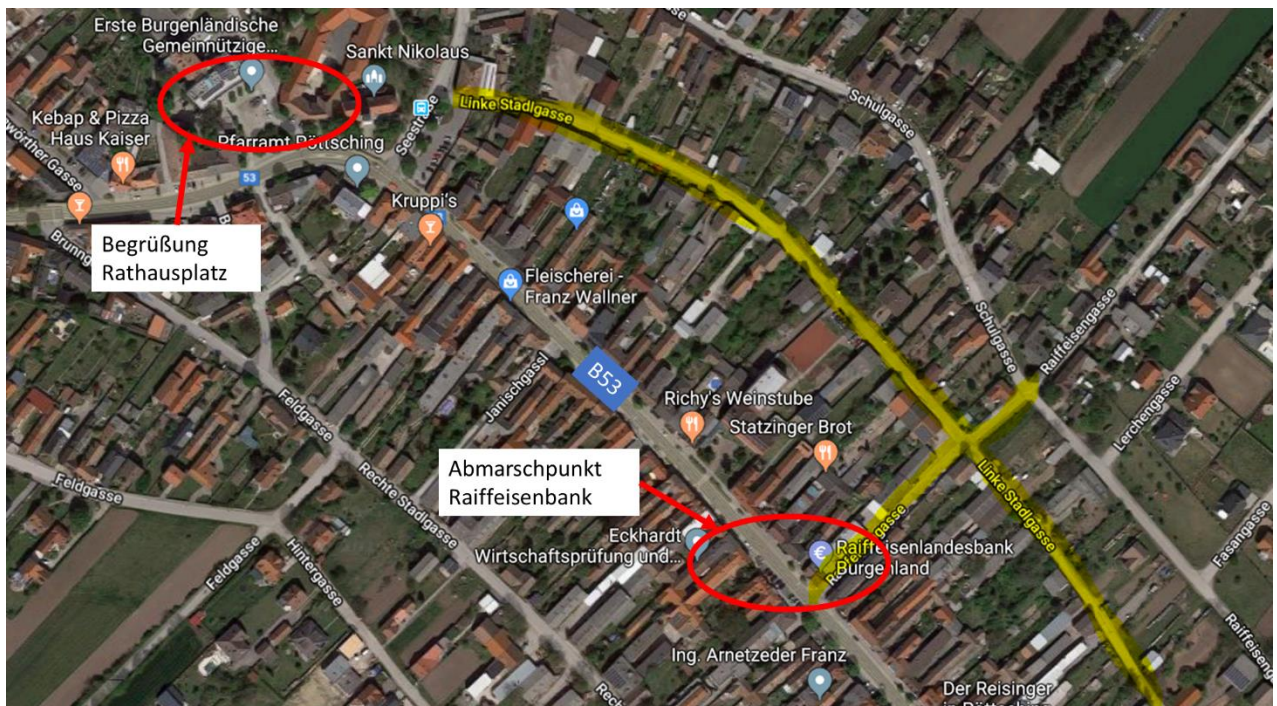 Erste Burgenländische
Gemeinnützige...
Sankt Nikolaus
Kebap & Pizza
Haus Kaiser
Pfarramt Pöttsching
Seestraße
Linke Stadlgasse
Schulgasse
53
Kruppi's
Begrüßung
Rathausplatz
Fleischerei -
Franz Wallner
Janischgassl
B53
Feldgasse
Schulgasse
Raiffeisengasse
Lerchengasse
Richy's Weinstube
Statzinger Brot
Feldgasse
Rechte Stadlgasse
Abmarschpunkt
Raiffeisenbank
Linke Stadlgasse
Fasangasse
Feldgasse
Hintergasse
Eckhardt
Wirtschaftsprüfung und...
€
Raiffeisenlandesbank
Burgenland
Ing. Arnetzeder Franz
Der Reisinger